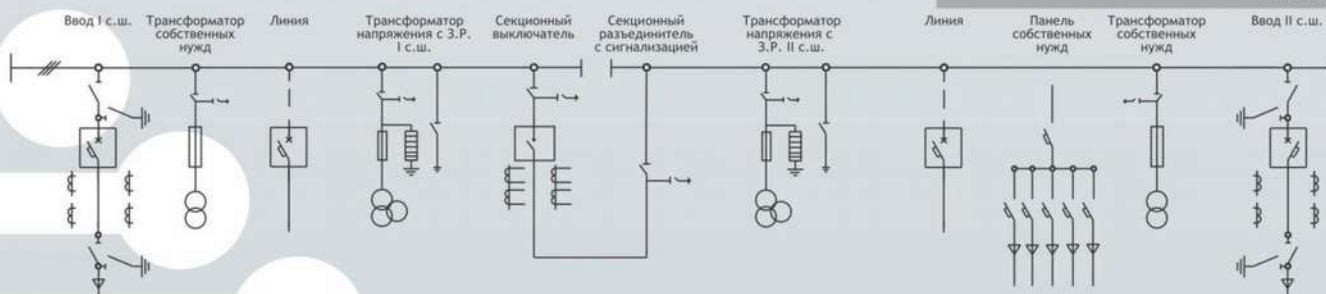 Ввод I с.ш.
Трансформатор
собственных
нужд
Линия
Трансформатор
напряжения с З.Р.
I с.ш.
Секционный
выключатель
Секционный
разъединитель
с сигнализацией
Трансформатор
напряжения с
З.Р. II с.ш.
Линия
Панель
собственных
нужд
Трансформатор
собственных
нужд
Ввод II с.ш.